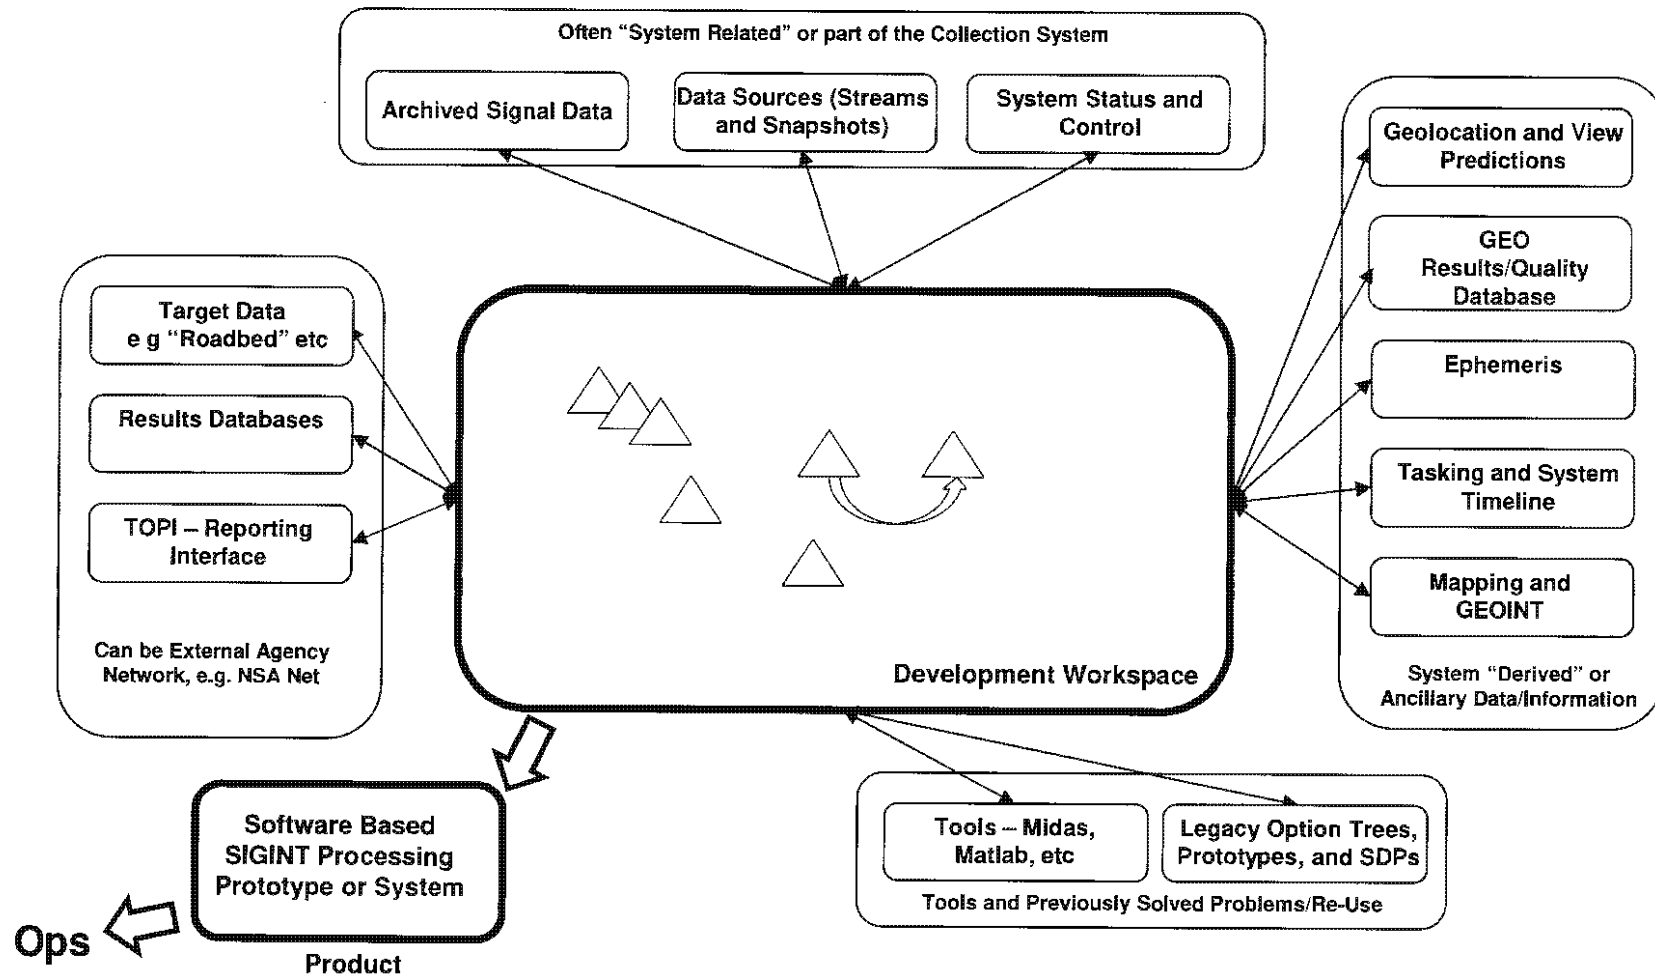 Often “System Related” or part of the Collection System
Archived Signal Data
Data Sources (Streams
and Snapshots)
System Status and
Control
Geolocation and View
Predictions
GEO
Results/Quality
Database
Ephemeris
Tasking and System
Timeline
Mapping and
GEOINT
System “Derived” or
Ancillary Data/Information
Target Data
e g “Roadbed” etc
Results Databases
TOPI – Reporting
Interface
Can be External Agency
Network, e.g. NSA Net
Development Workspace
Tools – Midas,
Matlab, etc
Legacy Option Trees,
Prototypes, and SDPs
Tools and Previously Solved Problems/Re-Use
Software Based
SIGINT Processing
Prototype or System
Product
Ops